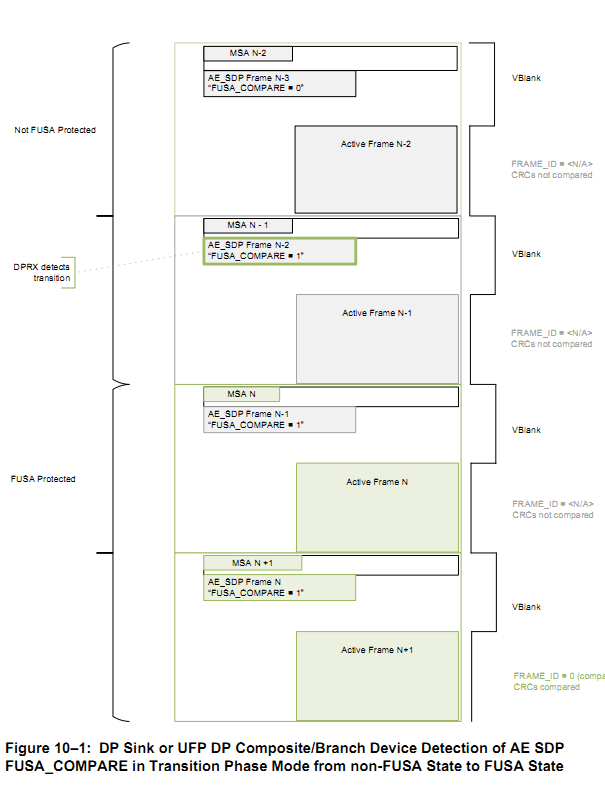 MSA N-2
AE_SDP Frame N-3
“FUSA_COMPARE = 0”
VBlank
Not FUSA Protected
Active Frame N-2
FRAME_ID = <N/A>
CRCs not compared
MSA N - 1
AE_SDP Frame N-2
“FUSA_COMPARE = 1”
VBlank
DPRX detects
transition
Active Frame N-1
FRAME_ID = <N/A>
CRCs not compared
MSA N
AE_SDP Frame N-1
“FUSA_COMPARE = 1”
VBlank
FUSA Protected
Active Frame N
FRAME_ID = <N/A>
CRCs not compared
MSA N +1
AE_SDP Frame N
“FUSA_COMPARE = 1”
VBlank
Active Frame N+1
FRAME_ID = 0 (compa
CRCs compared
Figure 10–1: DP Sink or UFP DP Composite/Branch Device Detection of AE SDP
FUSA_COMPARE in Transition Phase Mode from non-FUSA State to FUSA State